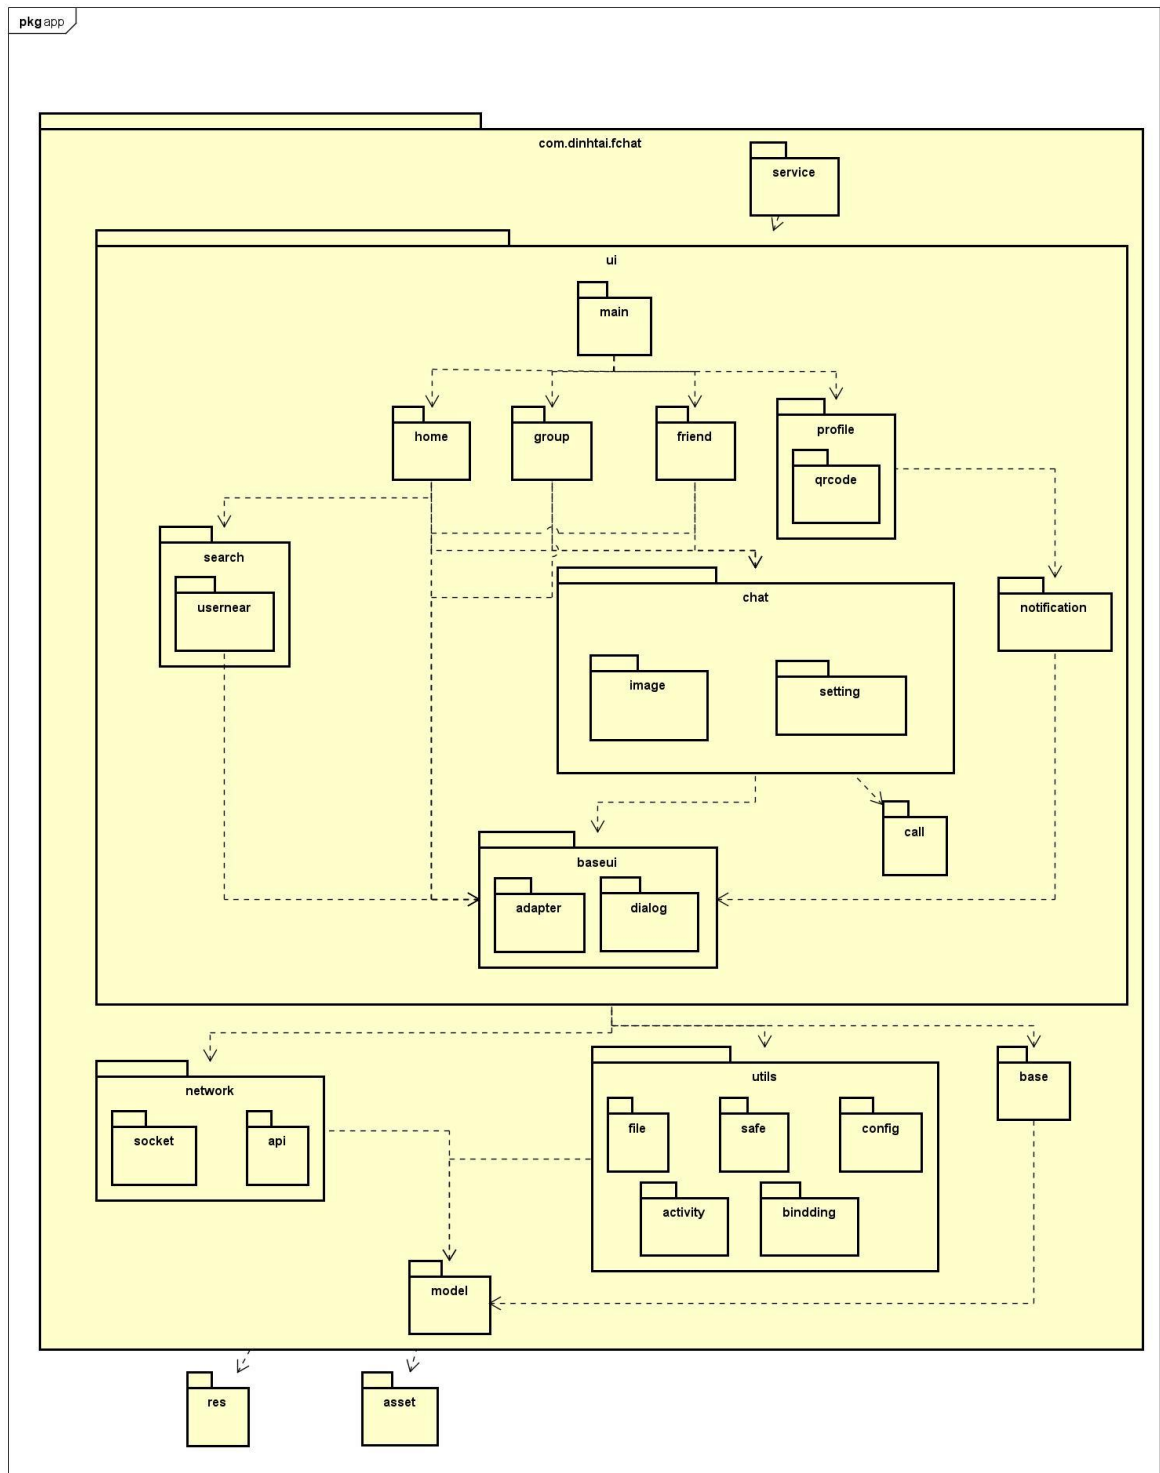 pkg app
com.dinhtai.fchat
service
ui
main
home
group
friend
profile
qrcode
search
usernear
chat
notification
image
setting
call
baseui
adapter
dialog
network
socket
api
utils
file
safe
config
activity
bindding
base
model
res
asset